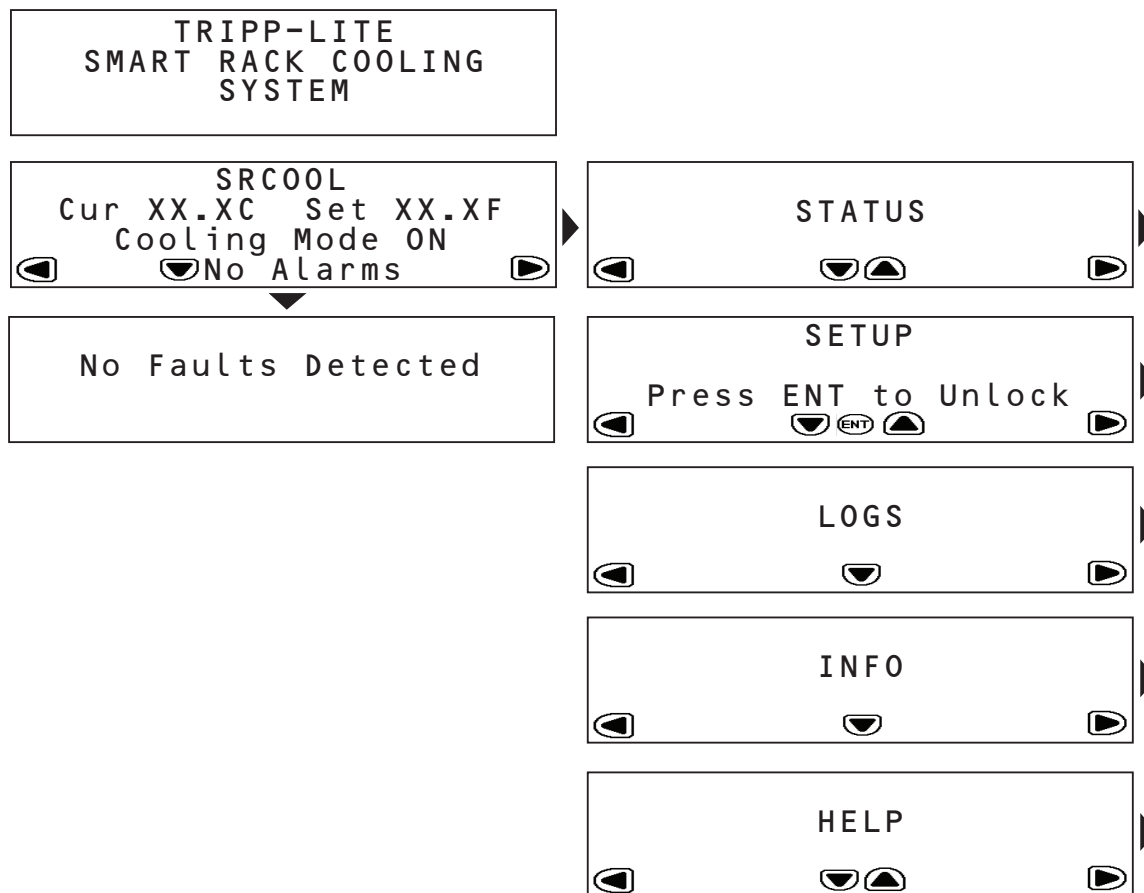 TRIPP-LITE
SMART RACK COOLING
SYSTEM
SRCOOL
Cur XX.XC Set XX.XF
Cooling Mode ON
No Alarms
No Faults Detected
STATUS
SETUP
Press ENT to Unlock
ENT
LOGS
INFO
HELP